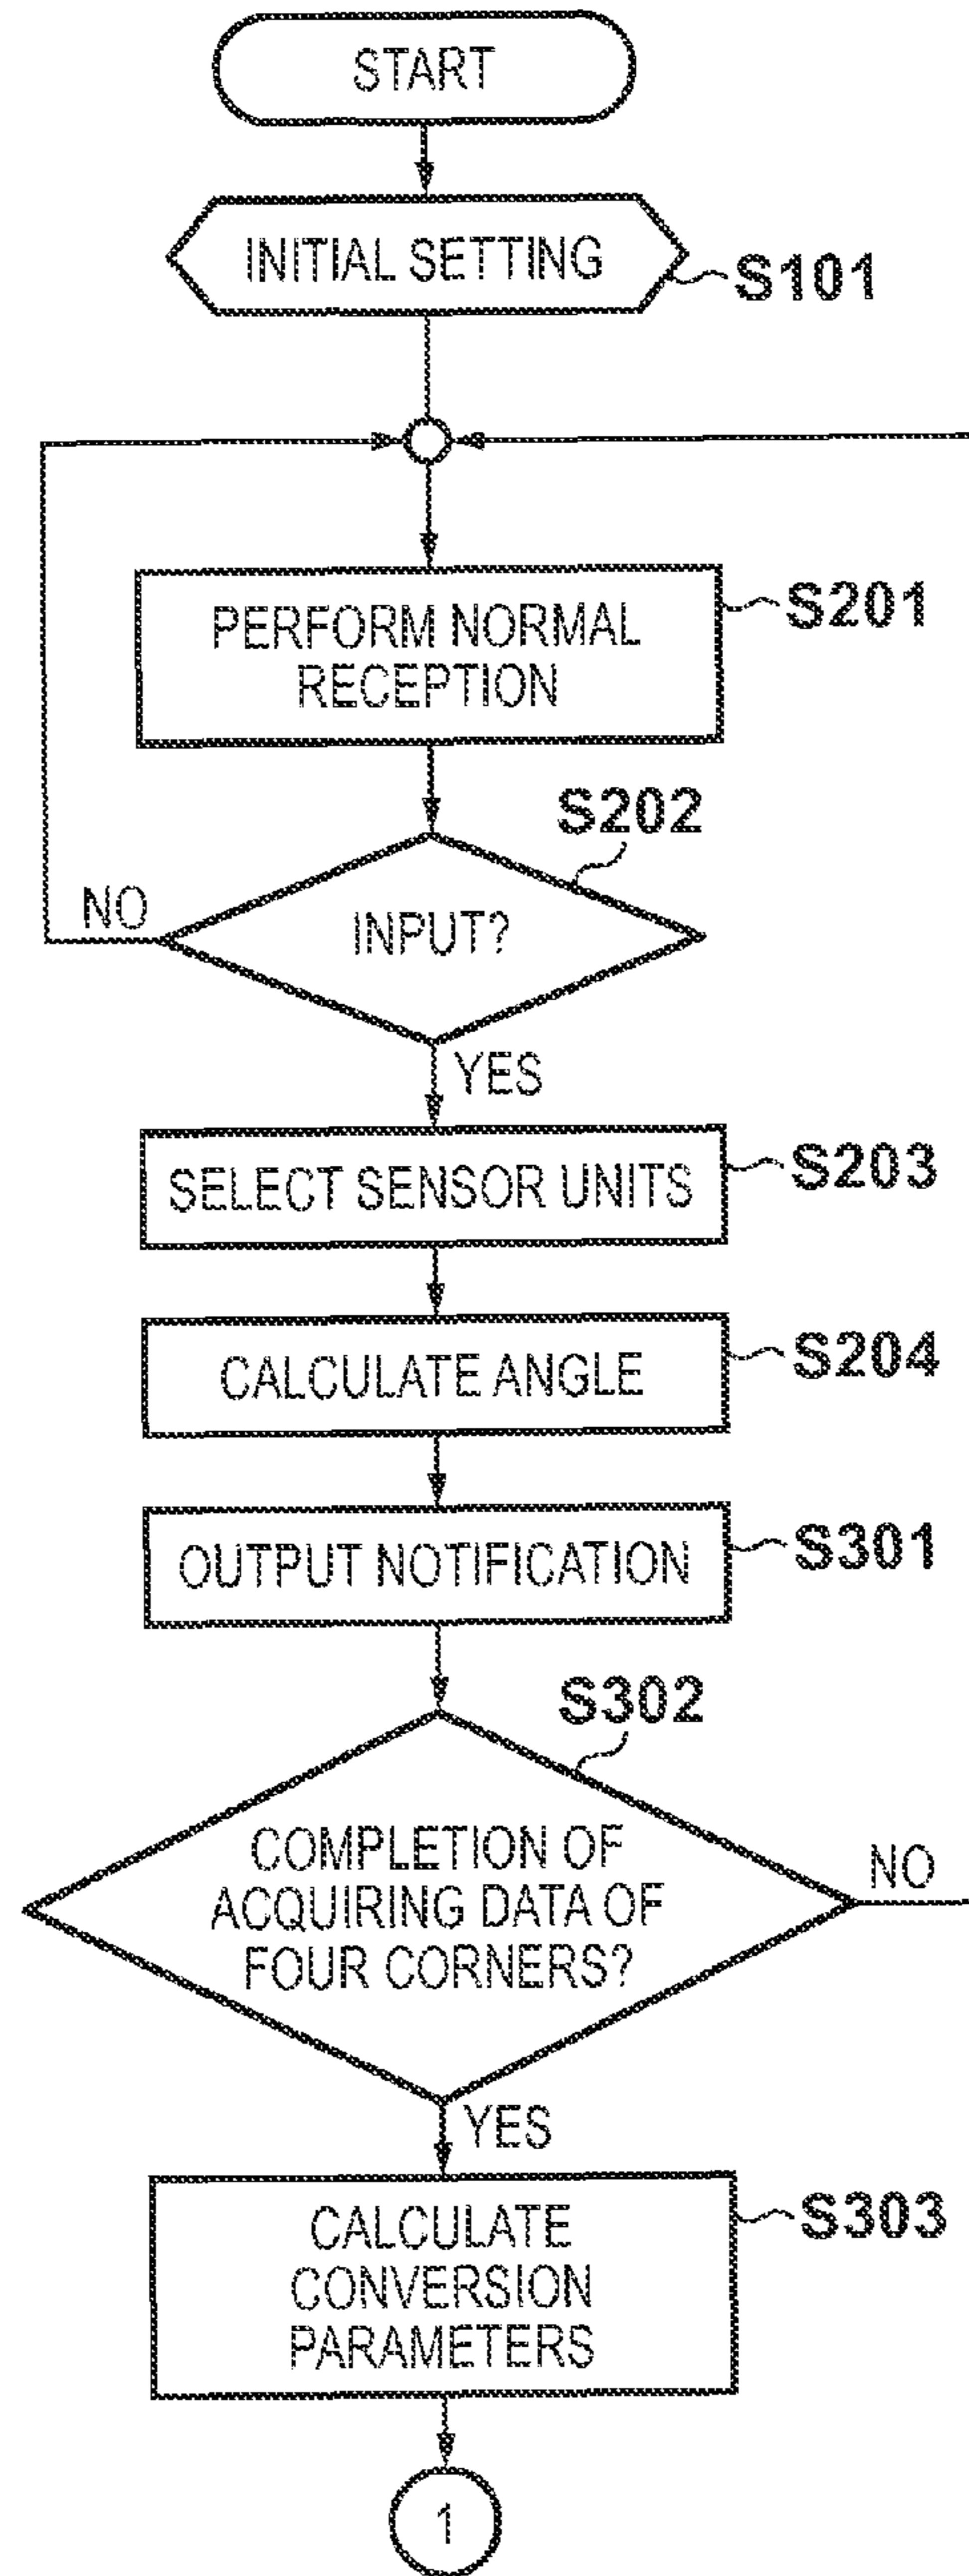 START
INITIAL SETTING
S101
PERFORM NORMAL
RECEPTION
S201
S202
INPUT?
NO
YES
SELECT SENSOR UNITS
S203
CALCULATE ANGLE
S204
OUTPUT NOTIFICATION
S301
S302
COMPLETION OF
ACQUIRING DATA OF
FOUR CORNERS?
NO
YES
CALCULATE
CONVERSION
PARAMETERS
S303
1